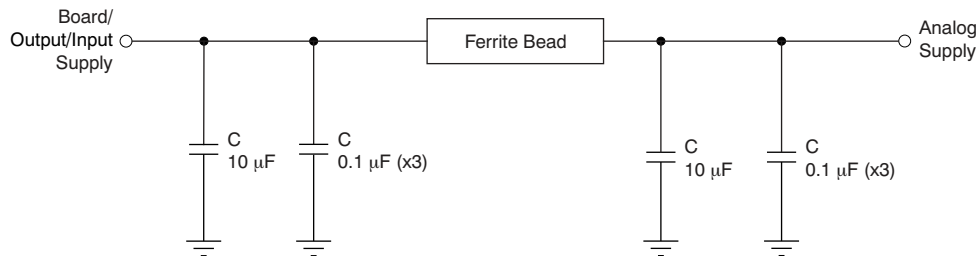 Board/
Output/Input
Supply
Ferrite Bead
Analog
Supply
C
10 μF
C
0.1 μF (x3)
C
10 μF
C
0.1 μF (x3)